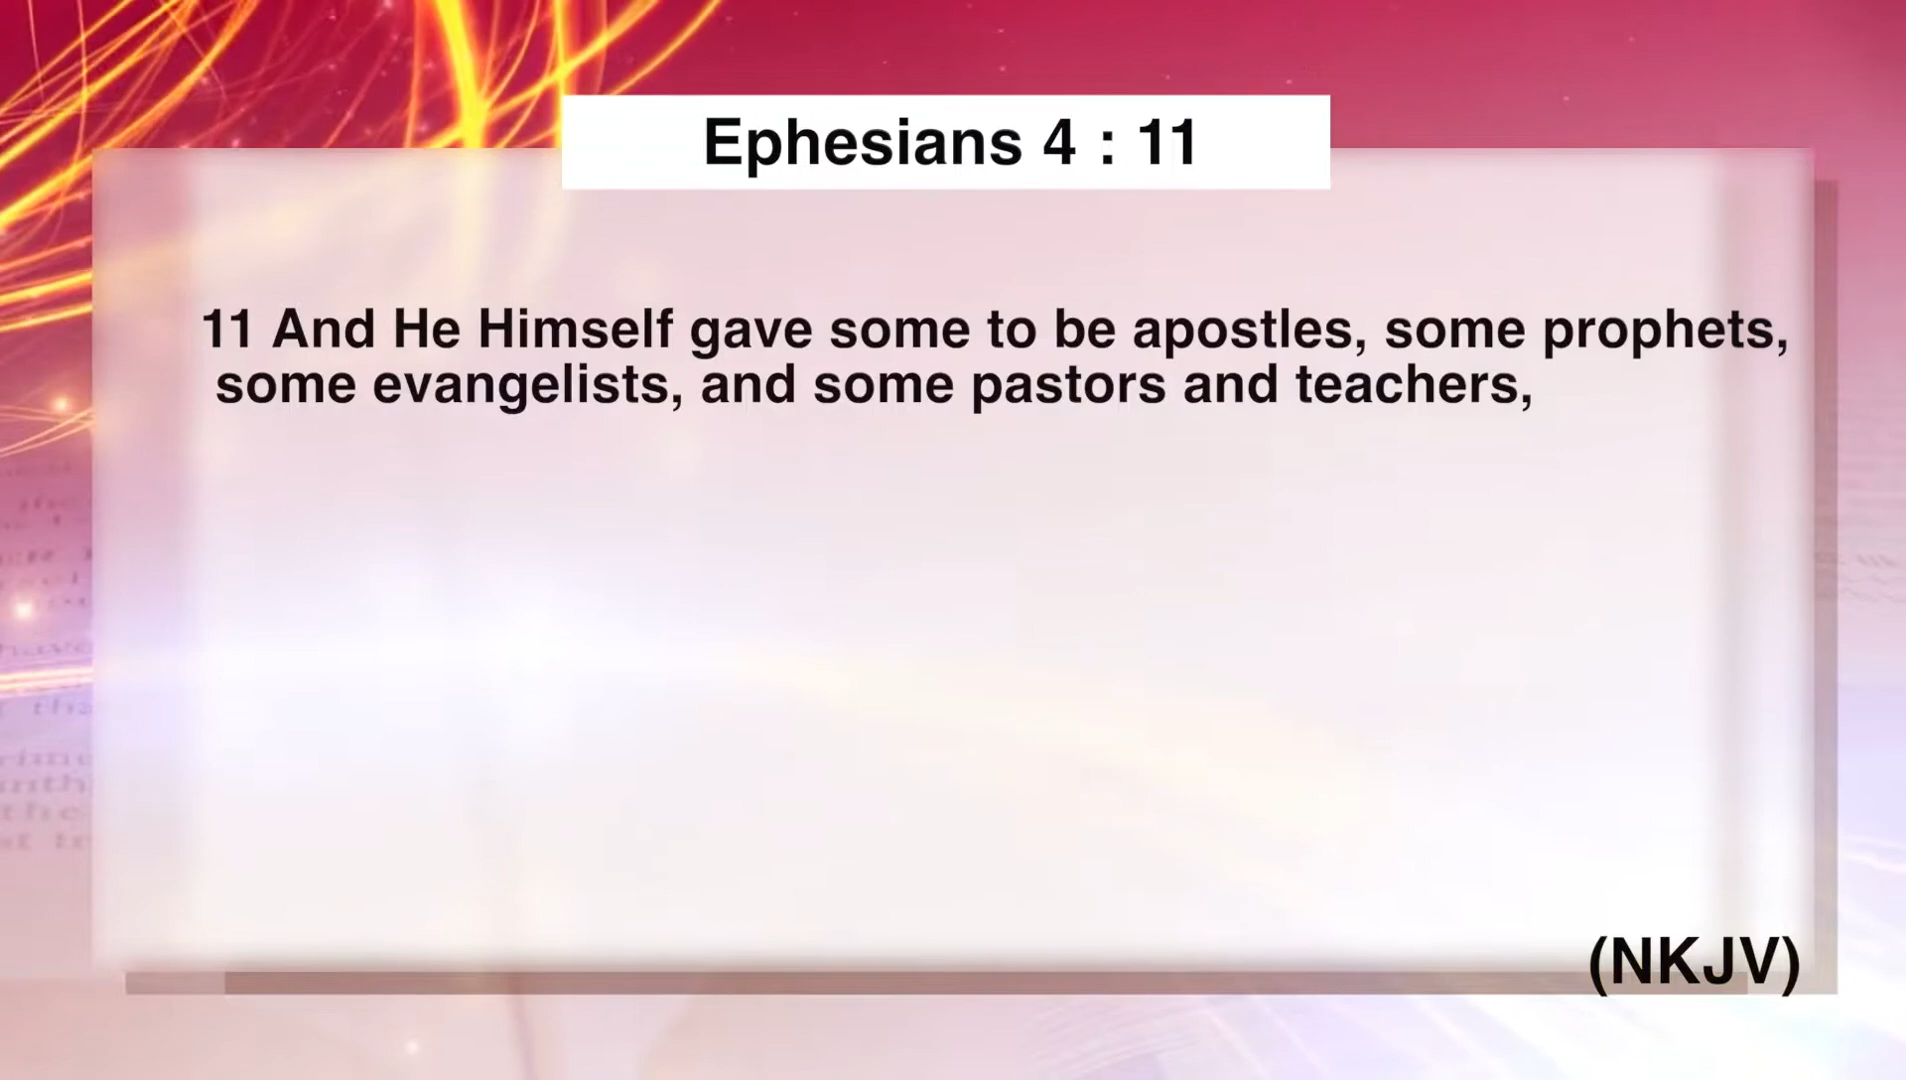 Ephesians 4 : 11
11 And He Himself gave some to be apostles, some prophets,
some evangelists, and some pastors and teachers,
(NKJV)